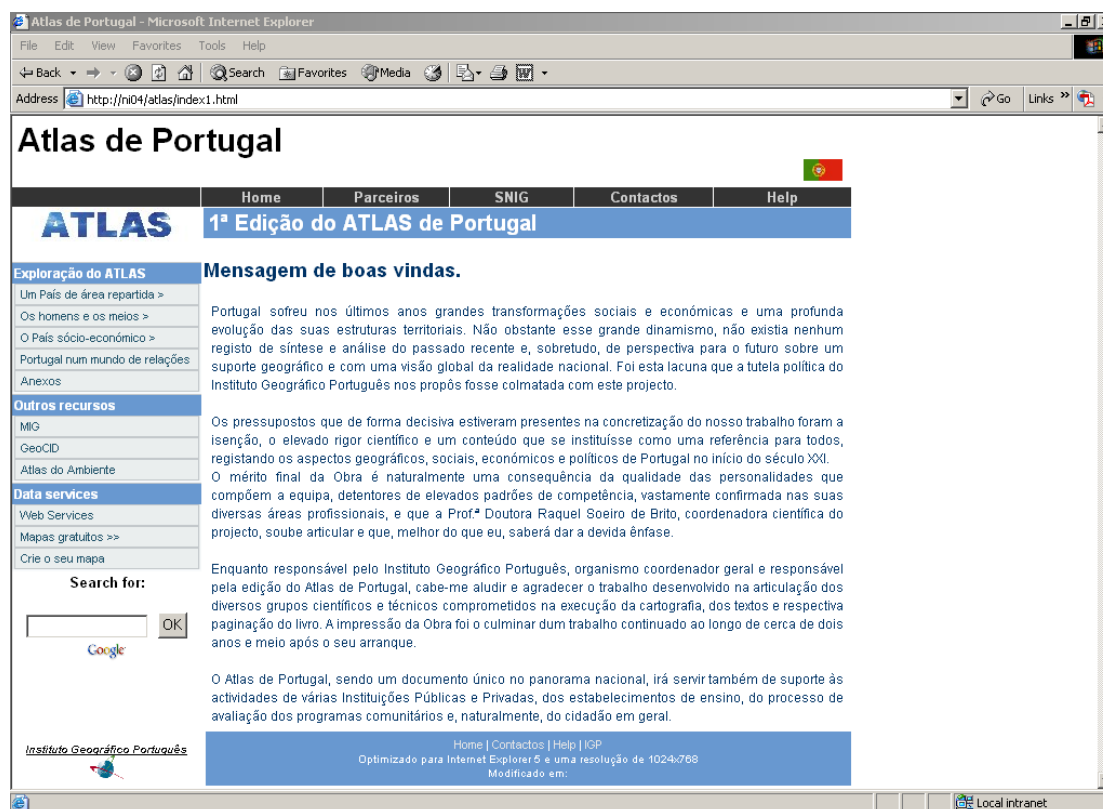 Atlas de Portugal - Microsoft Internet Explorer
File Edit View Favorites Tools Help
Back Search Favorites Media
Address http://ni04/atlas/index1.html Go Links »
Atlas de Portugal
Home Parceiros SNIG Contactos Help
ATLAS
1ª Edição do ATLAS de Portugal
Exploração do ATLAS
Um País de área repartida >
Os homens e os meios >
O País sócio-económico >
Portugal num mundo de relações
Anexos
Outros recursos
MIG
GeoCID
Atlas do Ambiente
Data services
Web Services
Mapas gratuitos >>
Crie o seu mapa
Search for:
OK
Google
Instituto Geográfico Português
Mensagem de boas vindas.
Portugal sofreu nos últimos anos grandes transformações sociais e económicas e uma profunda
evolução das suas estruturas territoriais. Não obstante esse grande dinamismo, não existia nenhum
registo de síntese e análise do passado recente e, sobretudo, de perspectiva para o futuro sobre um
suporte geográfico e com uma visão global da realidade nacional. Foi esta lacuna que a tutela política do
Instituto Geográfico Português nos propôs fosse colmatada com este projecto.
Os pressupostos que de forma decisiva estiveram presentes na concretização do nosso trabalho foram a
isenção, o elevado rigor científico e um conteúdo que se instituísse como uma referência para todos,
registando os aspectos geográficos, sociais, económicos e políticos de Portugal no início do século XXI.
O mérito final da Obra é naturalmente uma consequência da qualidade das personalidades que
compõem a equipa, detentores de elevados padrões de competência, vastamente confirmada nas suas
diversas áreas profissionais, e que a Prof.ª Doutora Raquel Soeiro de Brito, coordenadora científica do
projecto, soube articular e que, melhor do que eu, saberá dar a devida ênfase.
Enquanto responsável pelo Instituto Geográfico Português, organismo coordenador geral e responsável
pela edição do Atlas de Portugal, cabe-me aludir e agradecer o trabalho desenvolvido na articulação dos
diversos grupos científicos e técnicos comprometidos na execução da cartografia, dos textos e respectiva
paginação do livro. A impressão da Obra foi o culminar dum trabalho continuado ao longo de cerca de dois
anos e meio após o seu arranque.
O Atlas de Portugal, sendo um documento único no panorama nacional, irá servir também de suporte às
actividades de várias Instituições Públicas e Privadas, dos estabelecimentos de ensino, do processo de
avaliação dos programas comunitários e, naturalmente, do cidadão em geral.
Home | Contactos | Help | IGP
Optimizado para Internet Explorer 5 e uma resolução de 1024x768
Modificado em:
Local intranet